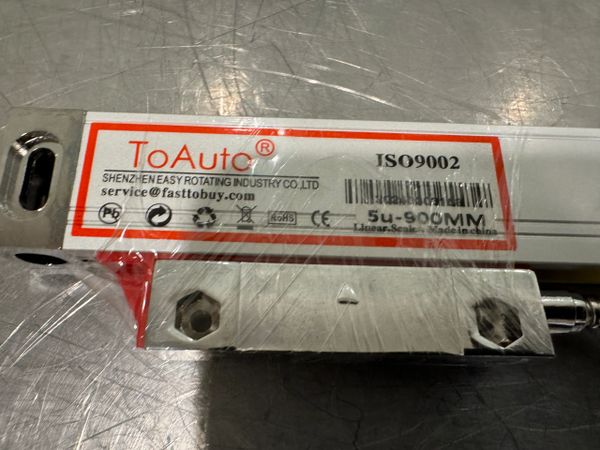 ToAuto®
ISO9002
SHENZHEN EASY ROTATING INDUSTRY CO.,LTD
service@fasttobuy.com
Pb
RoHS
CE
5u-900MM
Linear Scale Made in china